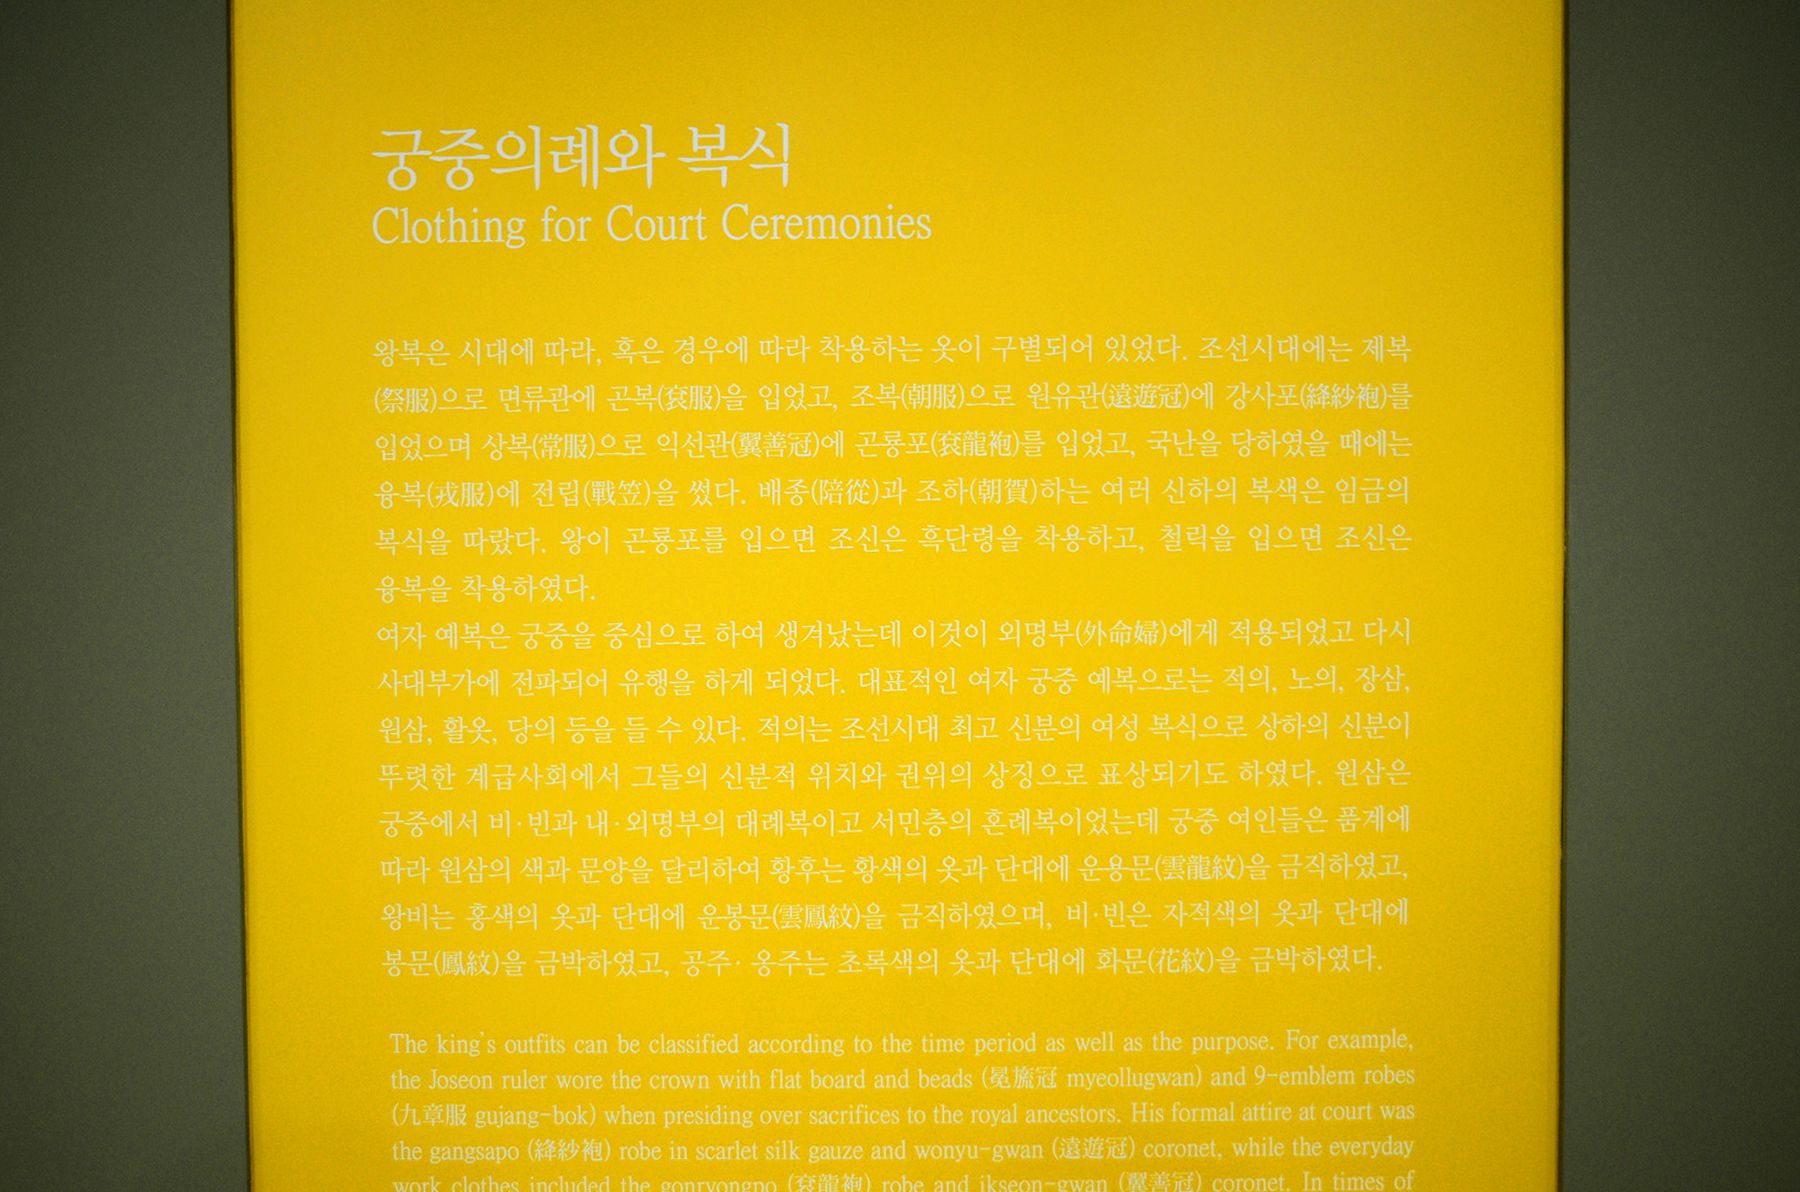 궁중의례와 복식
Clothing for Court Ceremonies
왕복은 시대에 따라, 혹은 경우에 따라 착용하는 옷이 구별되어 있었다. 조선시대에는 제복
(祭服)으로 면류관에 곤복(袞服)을 입었고, 조복(朝服)으로 원유관(遠遊冠)에 강사포(絳紗袍)를
입었으며 상복(常服)으로 익선관(翼善冠)에 곤룡포(袞龍袍)를 입었고, 국난을 당하였을 때에는
융복(戎服)에 전립(戰笠)을 썼다. 배종(陪從)과 조하(朝賀)하는 여러 신하의 복색은 임금의
복식을 따랐다. 왕이 곤룡포를 입으면 조신은 흑단령을 착용하고, 철릭을 입으면 조신은
융복을 착용하였다.
여자 예복은 궁중을 중심으로 하여 생겨났는데 이것이 외명부(外命婦)에게 적용되었고 다시
사대부가에 전파되어 유행을 하게 되었다. 대표적인 여자 궁중 예복으로는 적의, 노의, 장삼,
원삼, 활옷, 당의 등을 들 수 있다. 적의는 조선시대 최고 신분의 여성 복식으로 상하의 신분이
뚜렷한 계급사회에서 그들의 신분적 위치와 권위의 상징으로 표상되기도 하였다. 원삼은
궁중에서 비·빈과 내·외명부의 대례복이고 서민층의 혼례복이었는데 궁중 여인들은 품계에
따라 원삼의 색과 문양을 달리하여 황후는 황색의 옷과 단대에 운용문(雲龍紋)을 금직하였고,
왕비는 홍색의 옷과 단대에 운봉문(雲鳳紋)을 금직하였으며, 비·빈은 자적색의 옷과 단대에
봉문(鳳紋)을 금박하였고, 공주· 옹주는 초록색의 옷과 단대에 화문(花紋)을 금박하였다.
The king's outfits can be classified according to the time period as well as the purpose. For example,
the Joseon ruler wore the crown with flat board and beads (冕旒冠 myeollugwan) and 9-emblem robes
(九章服 gujang-bok) when presiding over sacrifices to the royal ancestors. His formal attire at court was
the gangsapo (絳紗袍) robe in scarlet silk gauze and wonyu-gwan (遠遊冠) coronet, while the everyday
work clothes included the gonryongpo (袞龍袍) robe and ikseon-gwan (翼善冠) coronet. In times of